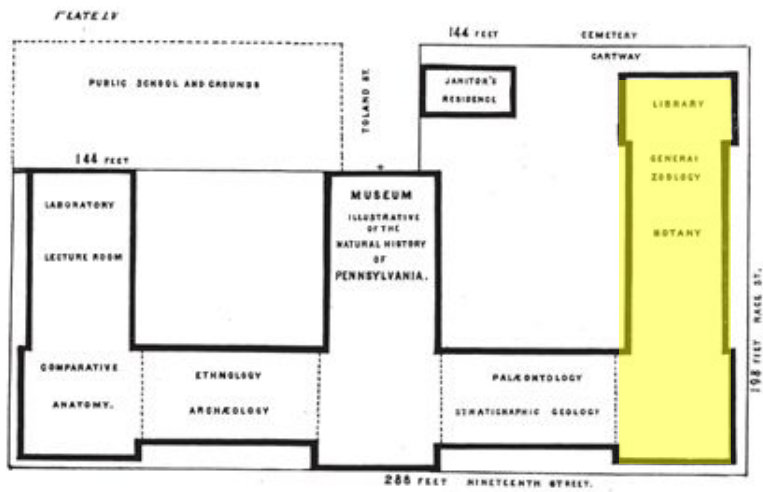 PLATE LV
144 FEET
CEMETERY
CARTWAY
PUBLIC SCHOOL AND GROUNDS
TOLAND ST.
JANITOR'S
RESIDENCE
LIBRARY
GENERAL
ZOOLOGY
BOTANY
144 FEET
LABORATORY
LECTURE ROOM
MUSEUM
ILLUSTRATIVE
OF THE
NATURAL HISTORY
OF
PENNSYLVANIA.
198 FEET RACE ST.
COMPARATIVE
ANATOMY.
ETHNOLOGY
ARCHÆOLOGY
PALÆONTOLOGY
STRATIGRAPHIC GEOLOGY
288 FEET NINETEENTH STREET.